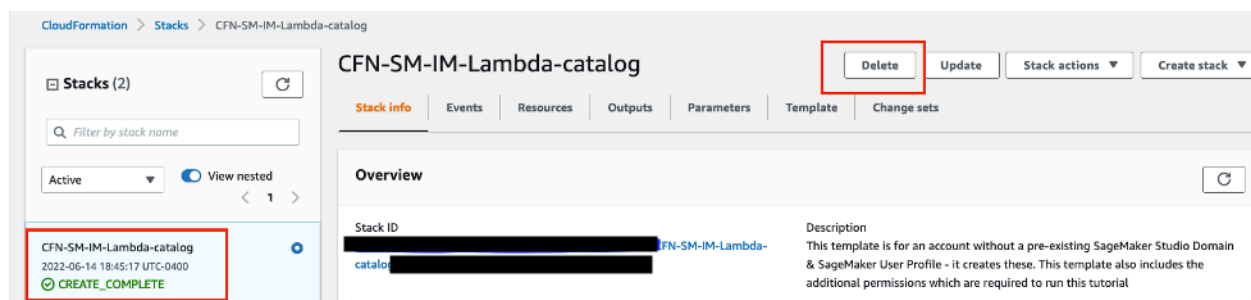 CloudFormation > Stacks > CFN-SM-IM-Lambda-catalog
Stacks (2)
Filter by stock name
Active
View nested
< 1 >
CFN-SM-IM-Lambda-catalog
2022-06-14 18:45:17 UTC-0400
CREATE_COMPLETE
CFN-SM-IM-Lambda-catalog
Delete
Update
Stack actions
Create stack
Stack info
Events
Resources
Outputs
Parameters
Template
Change sets
Overview
Stack ID
CFN-SM-IM-Lambda-
catalog
Description
This template is for an account without a pre-existing SageMaker Studio Domain
& SageMaker User Profile - it creates these. This template also includes the
additional permissions which are required to run this tutorial